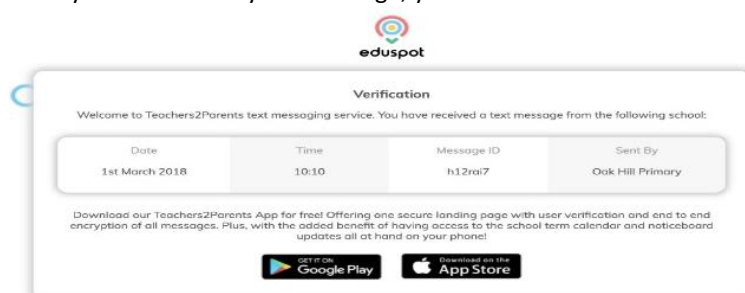 eduspot
Verification
Welcome to Teachers2Parents text messaging service. You have received a text message from the following school:
Date Time Message ID Sent By
1st March 2018 10:10 h12rai7 Oak Hill Primary
Download our Teachers2Parents App for free! Offering one secure landing page with user verification and end to end
encryption of all messages. Plus, with the added benefit of having access to the school term calendar and noticeboard
updates all at hand on your phone!
GET IT ON Google Play Download on the App Store